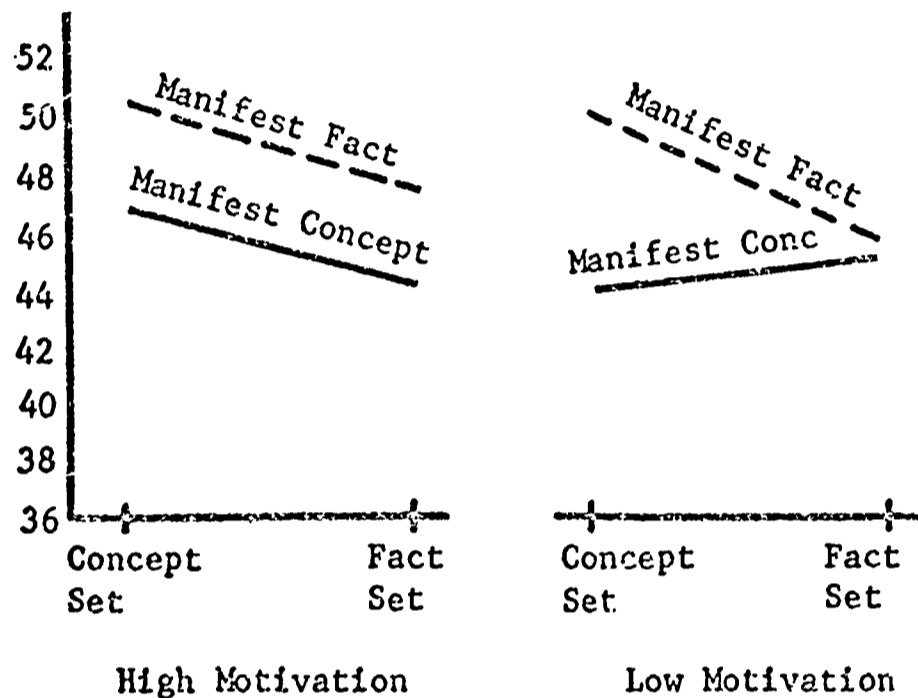 52
50
48
46
44
42
40
38
36
Manifest Fact
Manifest Concept
Manifest Fact
Manifest Conc
Concept Set
Fact Set
Concept Set
Fact Set
High Motivation
Low Motivation